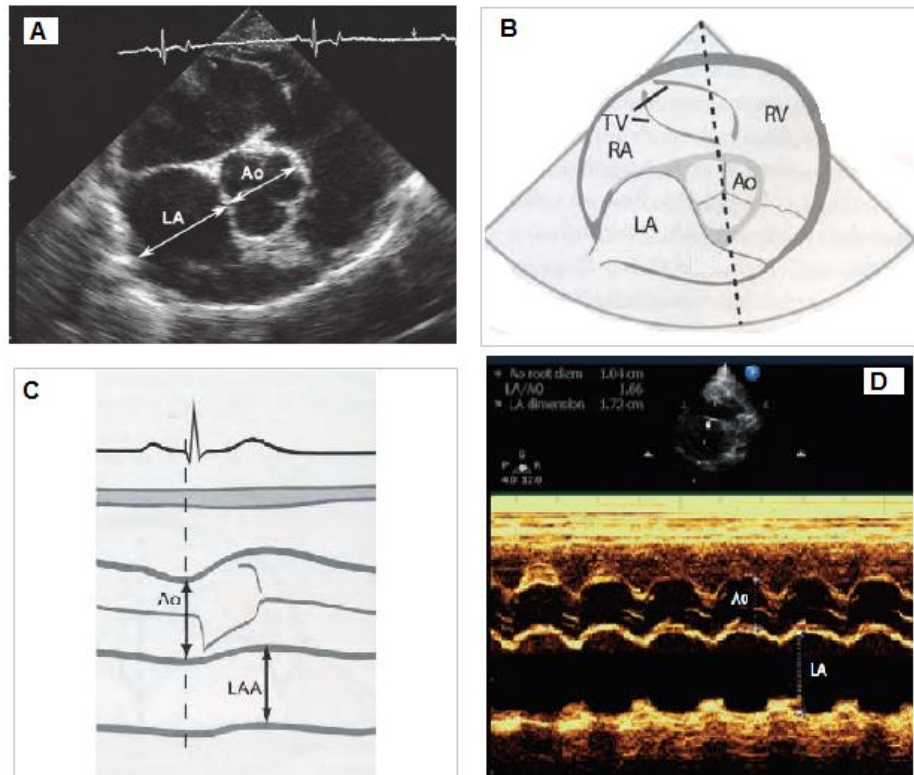 A
Ao
LA
B
TV
RA
RV
Ao
LA
C
Ao
LAA
D
Ao root diam 1.04 cm
LA/AO 1.66
LA dimension 1.72 cm
P R
Ao
LA